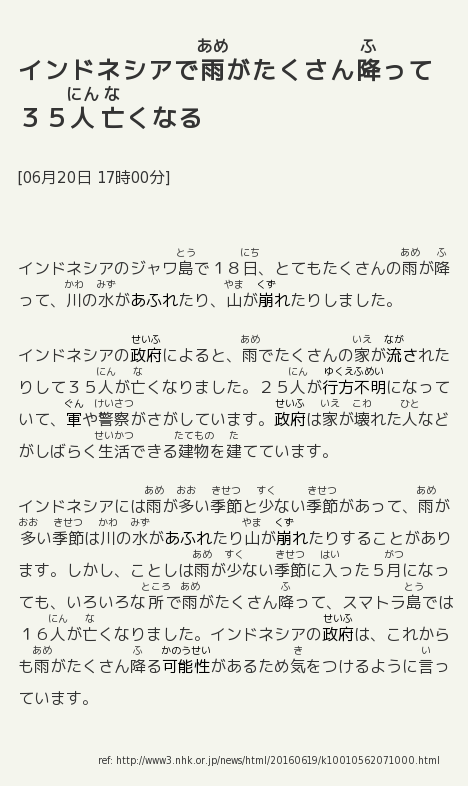 インドネシアで雨がたくさん降って
３５人亡くなる
[06月20日 17時00分]
インドネシアのジャワ島で１８日、とてもたくさんの雨が降
って、川の水があふれたり、山が崩れたりしました。
インドネシアの政府によると、雨でたくさんの家が流された
りして３５人が亡くなりました。２５人が行方不明になって
いて、軍や警察がさがしています。政府は家が壊れた人など
がしばらく生活できる建物を建てています。
インドネシアには雨が多い季節と少ない季節があって、雨が
多い季節は川の水があふれたり山が崩れたりすることがあり
ます。しかし、ことしは雨が少ない季節に入った５月になっ
ても、いろいろな所で雨がたくさん降って、スマトラ島では
１６人が亡くなりました。インドネシアの政府は、これから
も雨がたくさん降る可能性があるため気をつけるように言っ
ています。
ref: http://www3.nhk.or.jp/news/html/20160619/k10010562071000.html